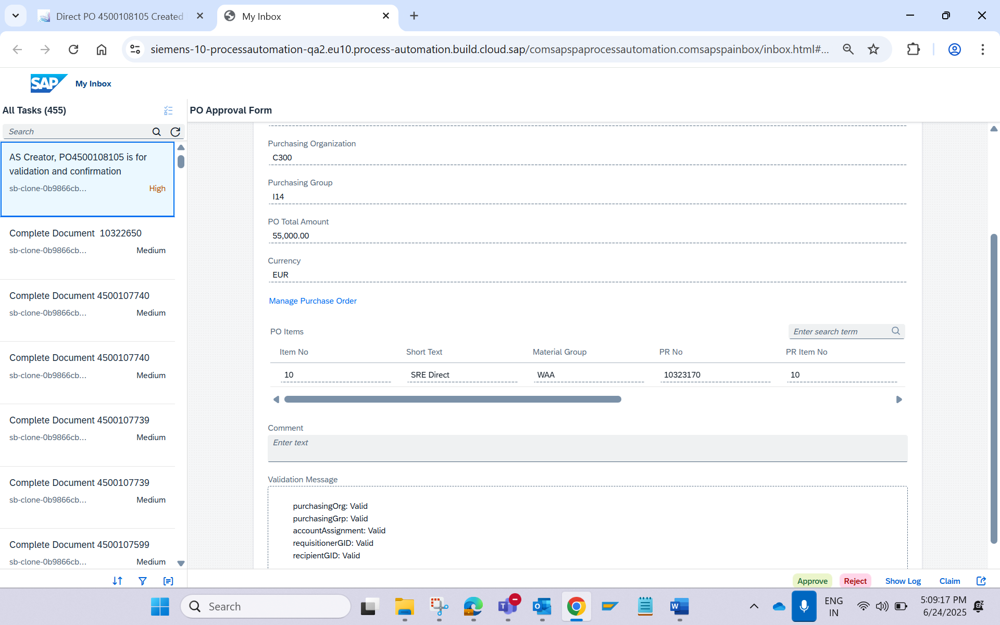 Direct PO 4500108105 Created
My Inbox
siemens-10-processautomation-qa2.eu10.process-automation.build.cloud.sap/comsapspaprocessautomation.comsapspainbox/inbox.html#...
SAP
My Inbox
All Tasks (455)
Search
AS Creator, PO4500108105 is for
validation and confirmation
sb-clone-0b9866cb...
High
Complete Document 10322650
sb-clone-0b9866cb...
Medium
Complete Document 4500107740
sb-clone-0b9866cb...
Medium
Complete Document 4500107740
sb-clone-0b9866cb...
Medium
Complete Document 4500107739
sb-clone-0b9866cb...
Medium
Complete Document 4500107739
sb-clone-0b9866cb...
Medium
Complete Document 4500107599
sb-clone-0b9866cb...
Medium
PO Approval Form
Purchasing Organization
C300
Purchasing Group
I14
PO Total Amount
55,000.00
Currency
EUR
Manage Purchase Order
PO Items
Enter search term
Item No Short Text Material Group PR No PR Item No
10 SRE Direct WAA 10323170 10
Comment
Enter text
Validation Message
purchasingOrg: Valid
purchasingGrp: Valid
accountAssignment: Valid
requisitionerGID: Valid
recipientGID: Valid
Approve Reject Show Log Claim
Search
ENG
IN
5:09:17 PM
6/24/2025